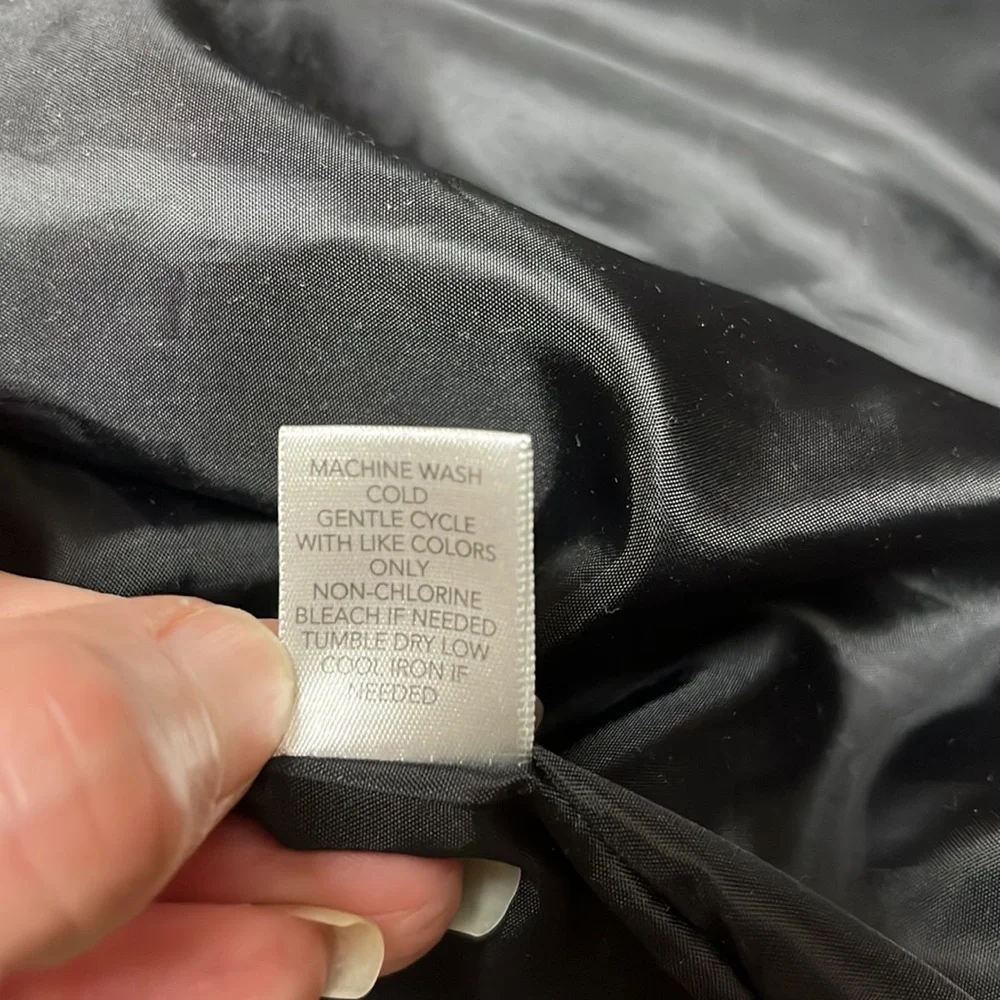 MACHINE WASH
COLD
GENTLE CYCLE
WITH LIKE COLORS
ONLY
NON-CHLORINE
BLEACH IF NEEDED
TUMBLE DRY LOW
COOL IRON IF
NEEDED